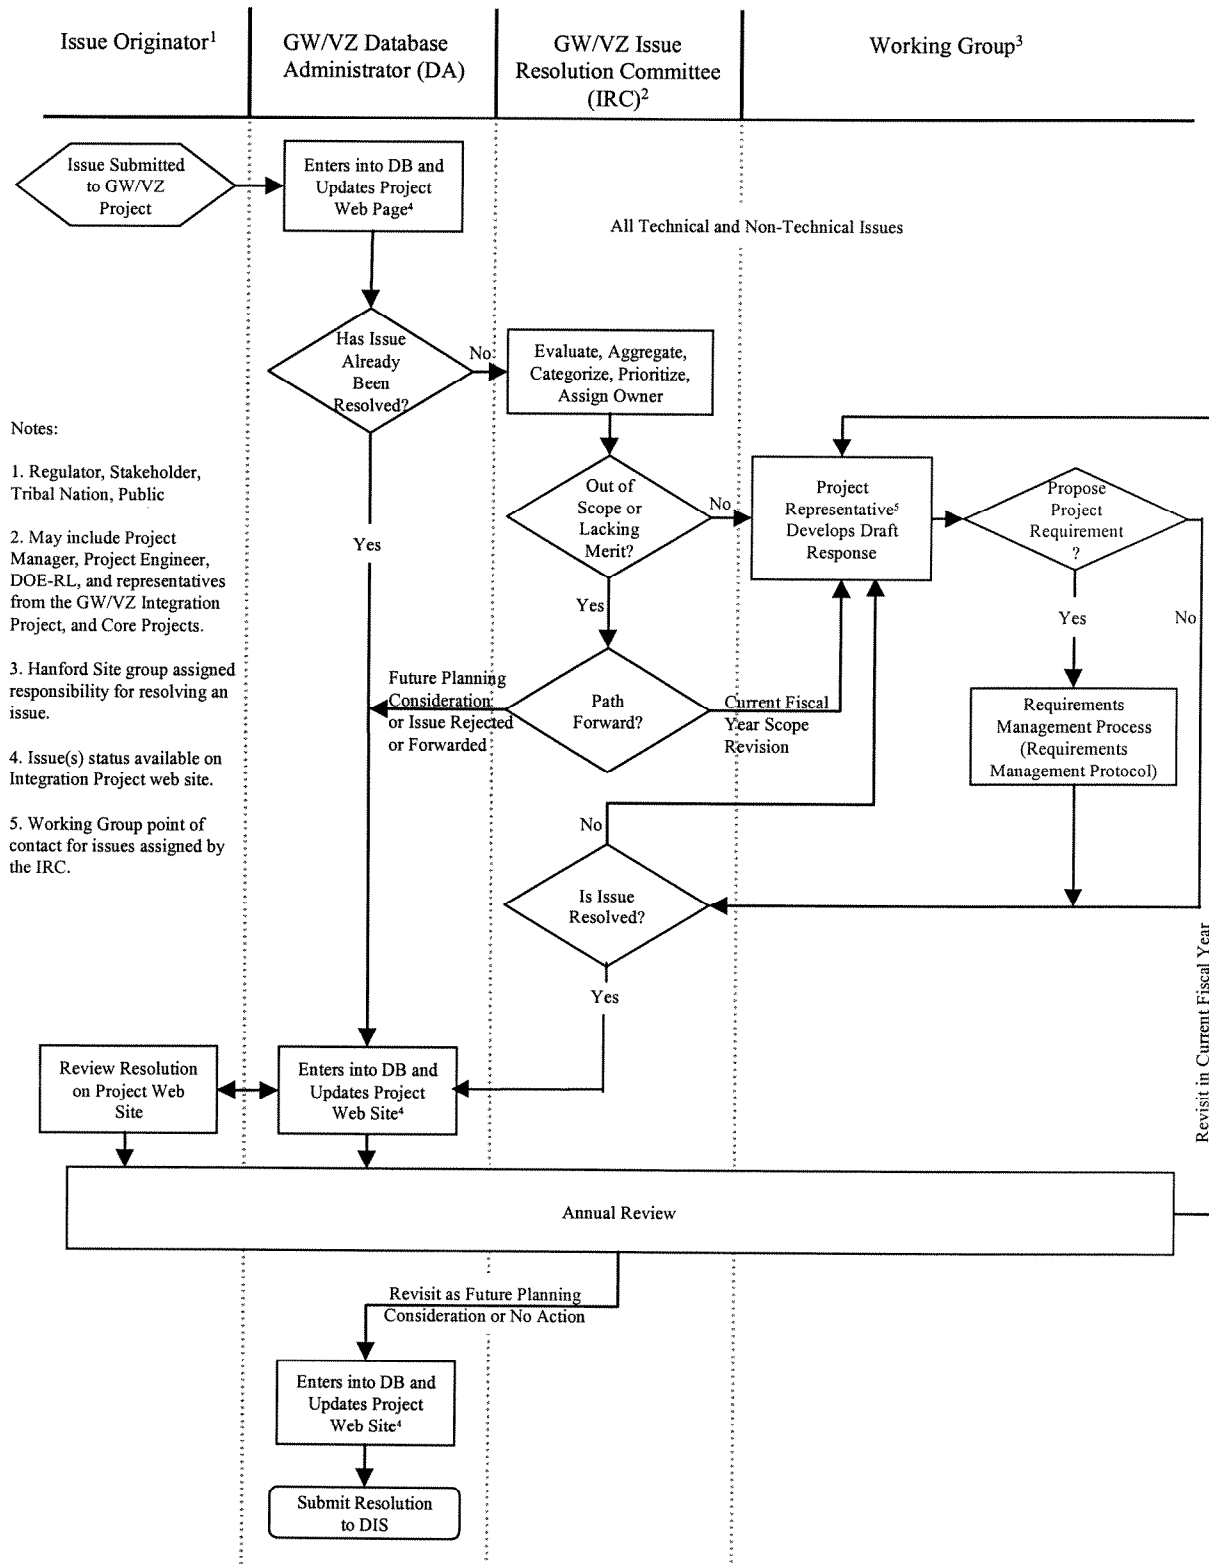 Issue Originator¹
GW/VZ Database
Administrator (DA)
GW/VZ Issue
Resolution Committee
(IRC)²
Working Group³
Issue Submitted
to GW/VZ
Project
Enters into DB and
Updates Project
Web Page⁴
All Technical and Non-Technical Issues
Has Issue
Already
Been
Resolved?
No
Evaluate, Aggregate,
Categorize, Prioritize,
Assign Owner
Notes:
1. Regulator, Stakeholder,
Tribal Nation, Public
2. May include Project
Manager, Project Engineer,
DOE-RL, and representatives
from the GW/VZ Integration
Project, and Core Projects.
3. Hanford Site group assigned
responsibility for resolving an
issue.
4. Issue(s) status available on
Integration Project web site.
5. Working Group point of
contact for issues assigned by
the IRC.
Yes
Out of
Scope or
Lacking
Merit?
No
Project
Representative⁵
Develops Draft
Response
Propose
Project
Requirement
?
Yes
Yes
No
Future Planning
Consideration
or Issue Rejected
or Forwarded
Path
Forward?
Current Fiscal
Year Scope
Revision
Requirements
Management Process
(Requirements
Management Protocol)
No
Is Issue
Resolved?
Yes
Revisit in Current Fiscal Year
Review Resolution
on Project Web
Site
Enters into DB and
Updates Project
Web Site⁴
Annual Review
Revisit as Future Planning
Consideration or No Action
Enters into DB and
Updates Project
Web Site⁴
Submit Resolution
to DIS